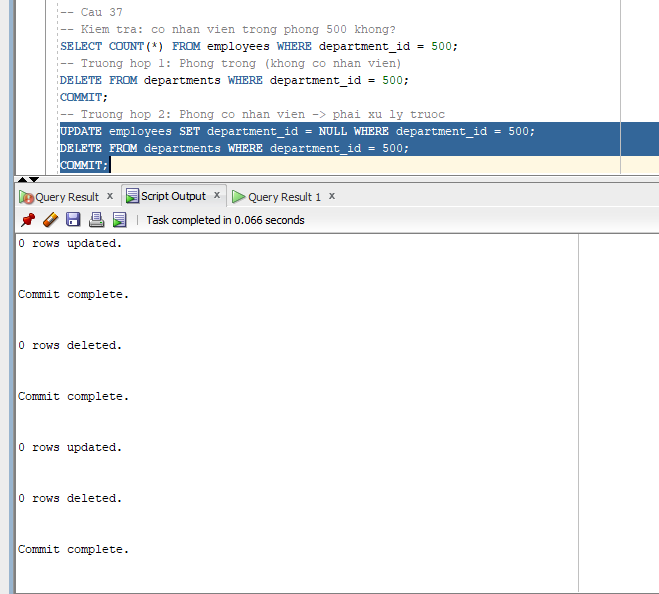 -- Cau 37
-- Kiem tra: co nhan vien trong phong 500 khong?
SELECT COUNT(*) FROM employees WHERE department_id = 500;
-- Truong hop 1: Phong trong (khong co nhan vien)
DELETE FROM departments WHERE department_id = 500;
COMMIT;
-- Truong hop 2: Phong co nhan vien -> phai xu ly truoc
UPDATE employees SET department_id = NULL WHERE department_id = 500;
DELETE FROM departments WHERE department_id = 500;
COMMIT;
Query Result x Script Output x Query Result 1 x
Task completed in 0.066 seconds
0 rows updated.
Commit complete.
0 rows deleted.
Commit complete.
0 rows updated.
0 rows deleted.
Commit complete.